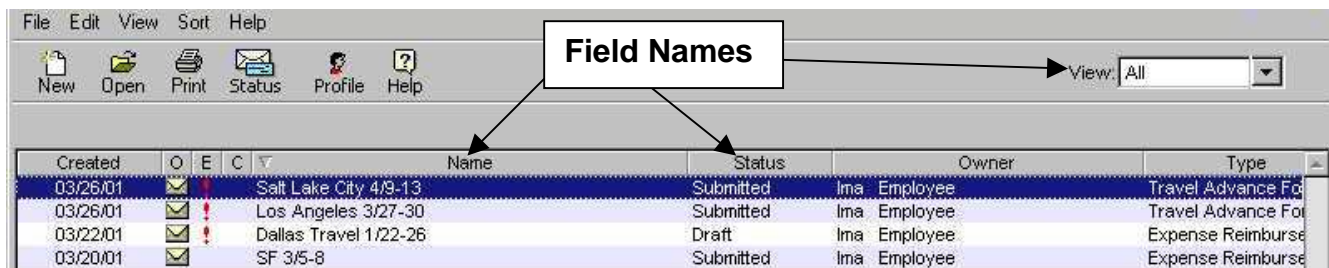 File Edit View Sort Help
Field Names
New Open Print Status Profile Help
View: All
Created O E C Name Status Owner Type
03/26/01 Salt Lake City 4/9-13 Submitted Ima Employee Travel Advance Fo
03/26/01 Los Angeles 3/27-30 Submitted Ima Employee Travel Advance For
03/22/01 Dallas Travel 1/22-26 Draft Ima Employee Expense Reimburse
03/20/01 SF 3/5-8 Submitted Ima Employee Expense Reimburse